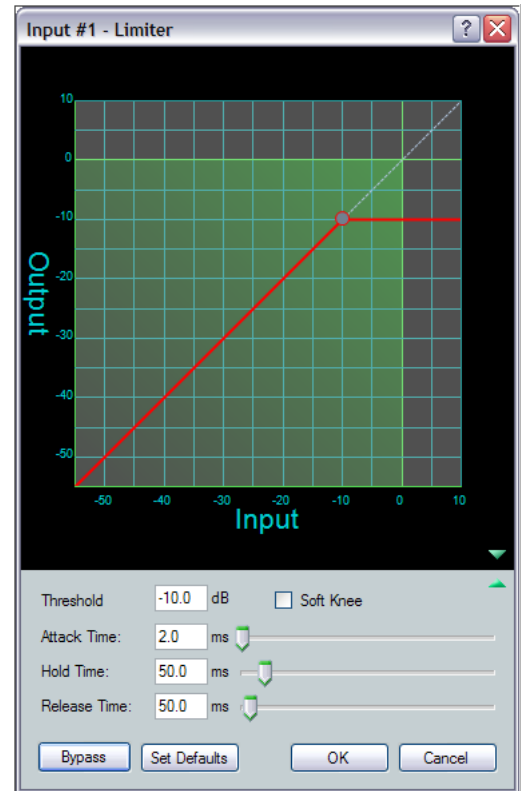 Input #1 - Limiter
?
10
0
-10
-20
-30
-40
-50
Output
-50 -40 -30 -20 -10 0 10
Input
Threshold -10.0 dB Soft Knee
Attack Time: 2.0 ms
Hold Time: 50.0 ms
Release Time: 50.0 ms
Bypass Set Defaults OK Cancel